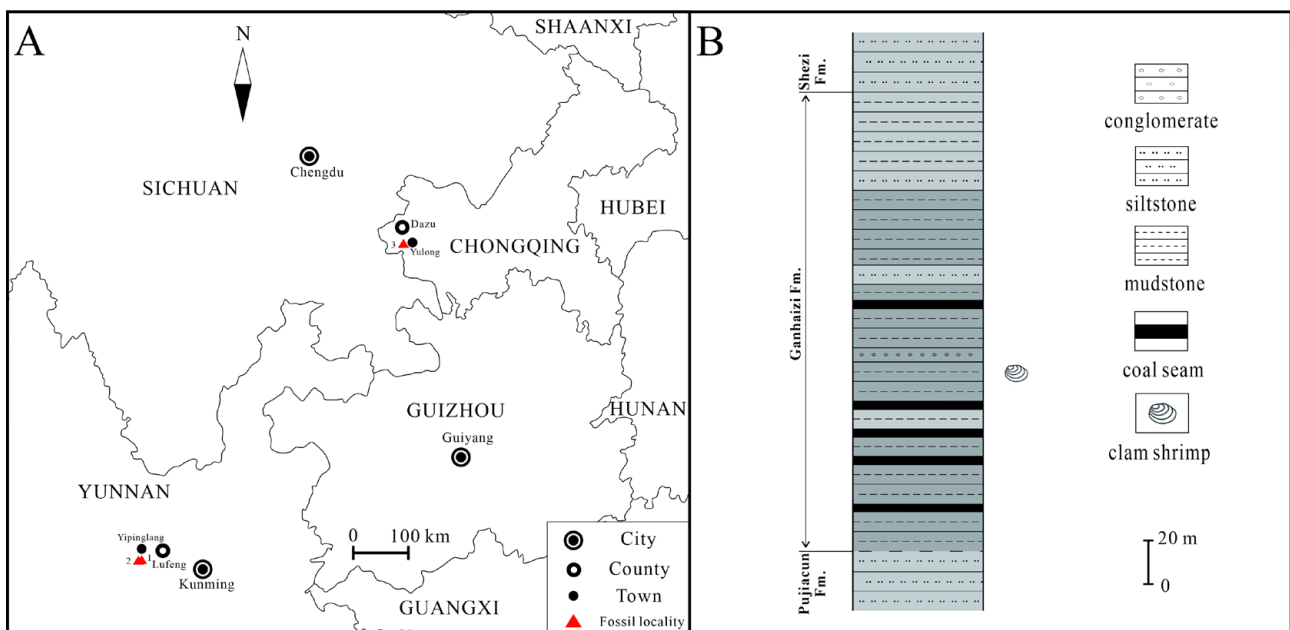 A
N
SHAANXI
Chengdu
SICHUAN
HUBEI
Dazu
3
Yulong
CHONGQING
GUIZHOU
HUNAN
Guiyang
YUNNAN
Yipinglang
2
1
Lufeng
Kunming
0 100 km
GUANGXI
City
County
Town
Fossil locality
B
Shezi
Fm.
Ganhaizi Fm.
Pujiacun
Fm.
conglomerate
siltstone
mudstone
coal seam
clam shrimp
20 m
0